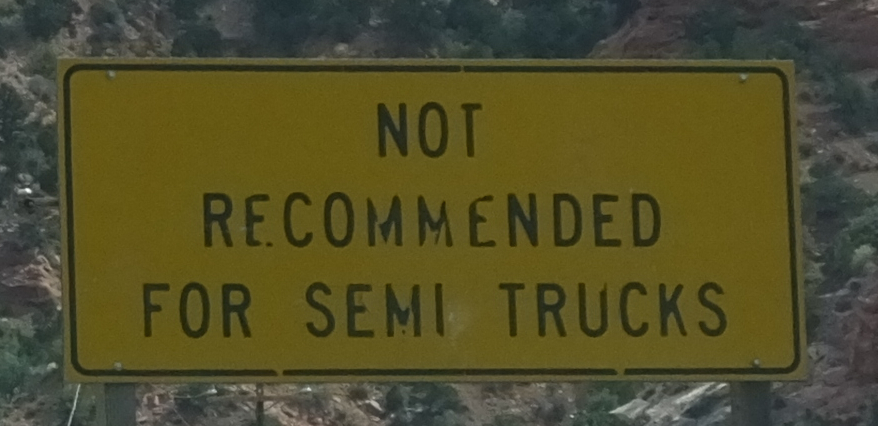 NOT
RECOMMENDED
FOR SEMI TRUCKS